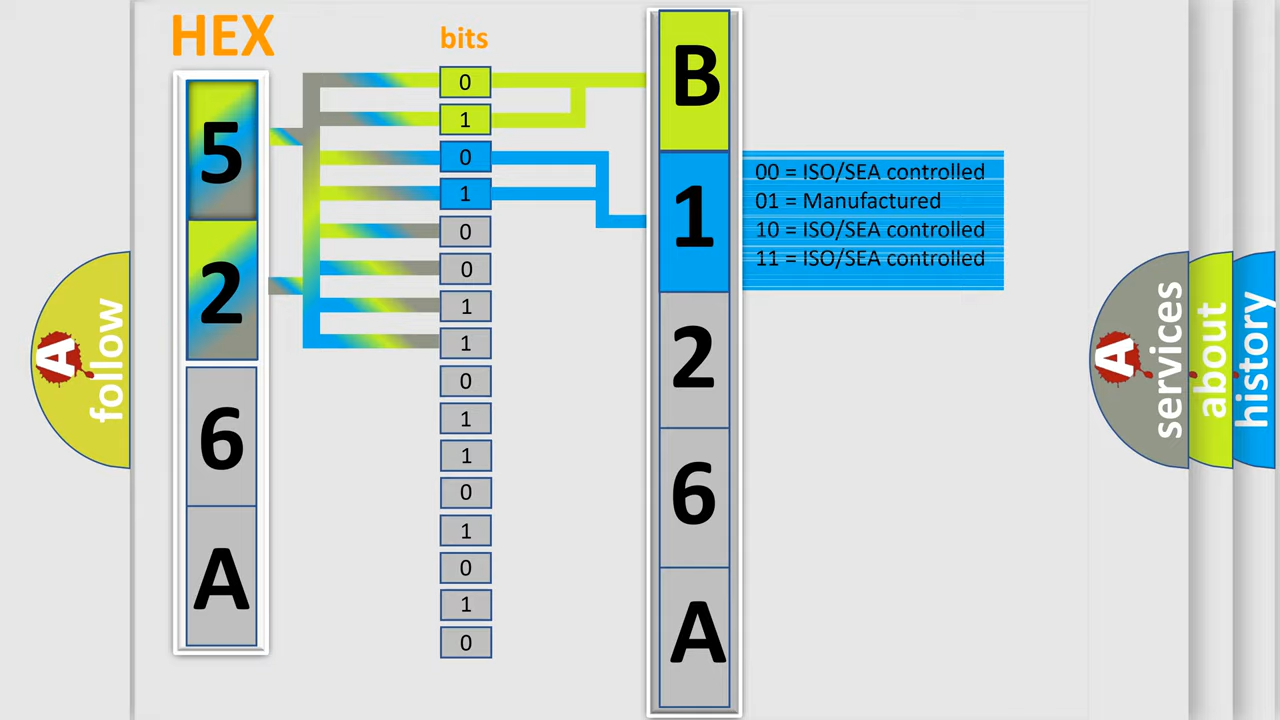 HEX
bits
5
2
6
A
0
1
0
1
0
0
1
1
0
1
1
0
1
0
1
0
B
1
2
6
A
00 = ISO/SEA controlled
01 = Manufactured
10 = ISO/SEA controlled
11 = ISO/SEA controlled
A
follow
A
services
about
history